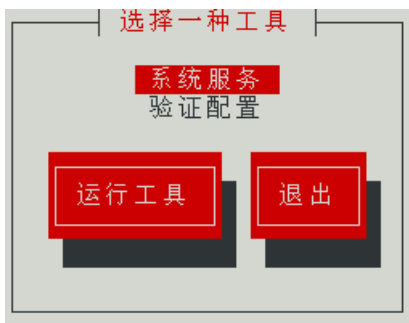 选择一种工具
系统服务
验证配置
运行工具 退出